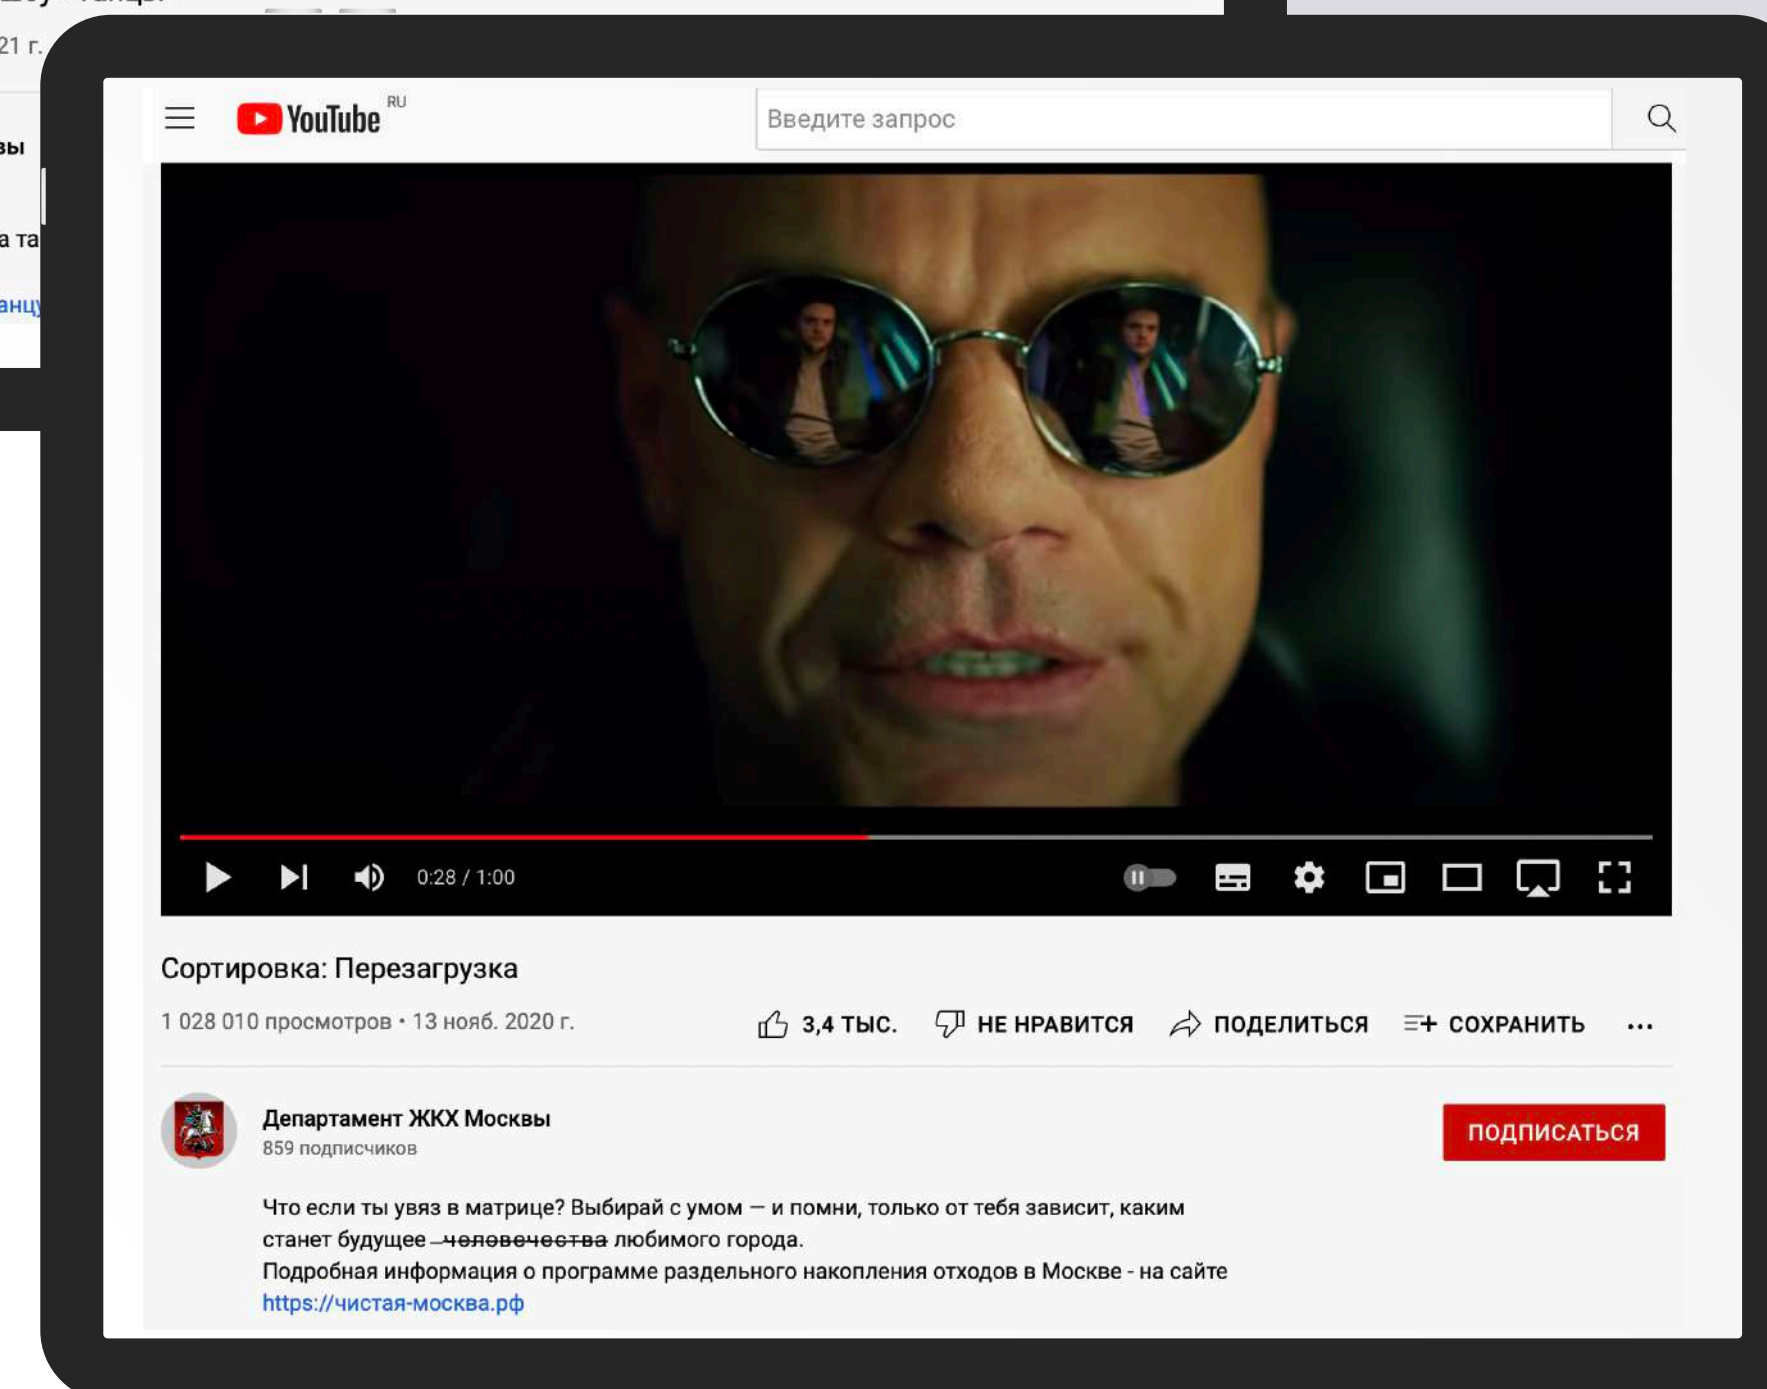 21 г.
YouTube RU
Введите запрос
а та
0:28 / 1:00
Сортировка: Перезагрузка
1 028 010 просмотров • 13 нояб. 2020 г.
3,4 ТЫС. НЕ НРАВИТСЯ ПОДЕЛИТЬСЯ СОХРАНИТЬ
Департамент ЖКХ Москвы
859 подписчиков
ПОДПИСАТЬСЯ
Что если ты увяз в матрице? Выбирай с умом — и помни, только от тебя зависит, каким
станет будущее человечества любимого города.
Подробная информация о программе раздельного накопления отходов в Москве - на сайте
https://чистая-москва.рф